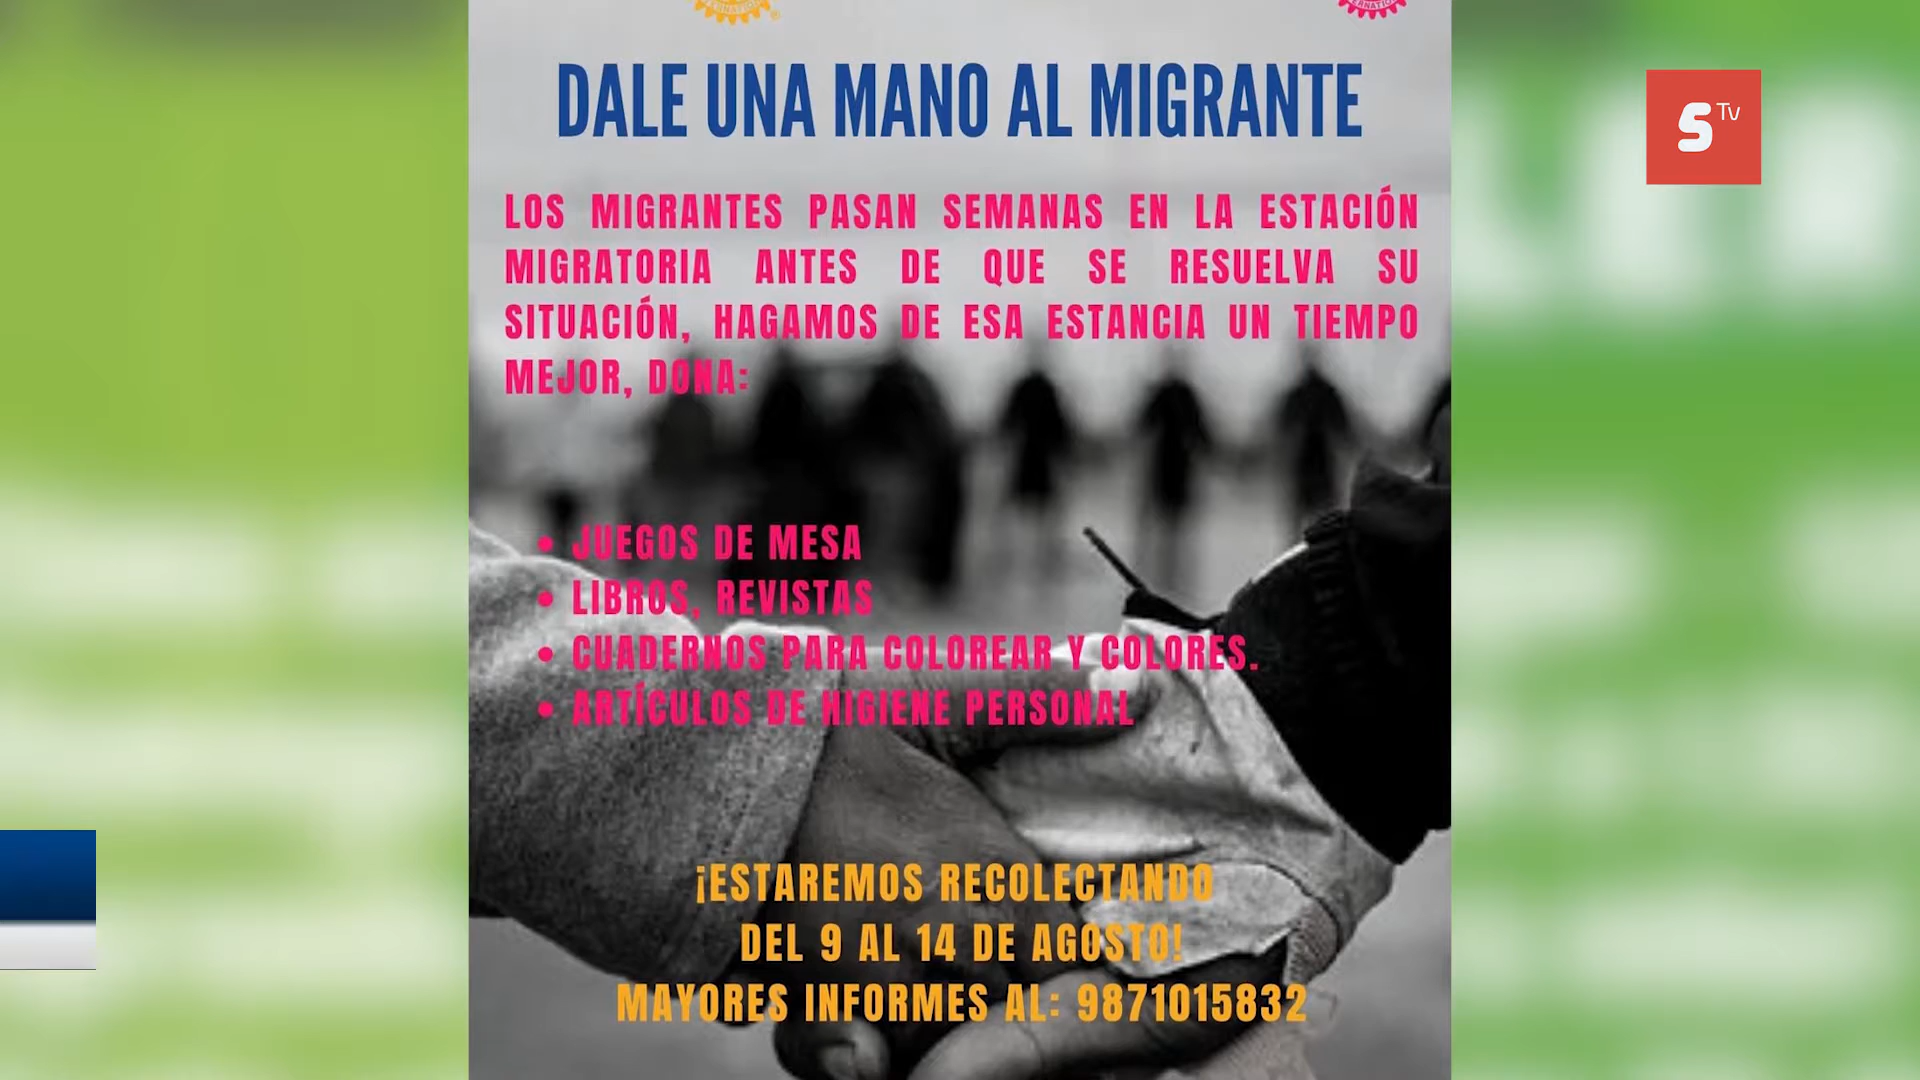 DALE UNA MANO AL MIGRANTE
LOS MIGRANTES PASAN SEMANAS EN LA ESTACIÓN
MIGRATORIA ANTES DE QUE SE RESUELVA SU
SITUACIÓN, HAGAMOS DE ESA ESTANCIA UN TIEMPO
MEJOR, DONA:
• JUEGOS DE MESA
• LIBROS, REVISTAS
• CUADERNOS PARA COLOREAR Y COLORES.
• ARTÍCULOS DE HIGIENE PERSONAL
¡ESTAREMOS RECOLECTANDO
DEL 9 AL 14 DE AGOSTO!
MAYORES INFORMES AL: 9871015832
S Tv